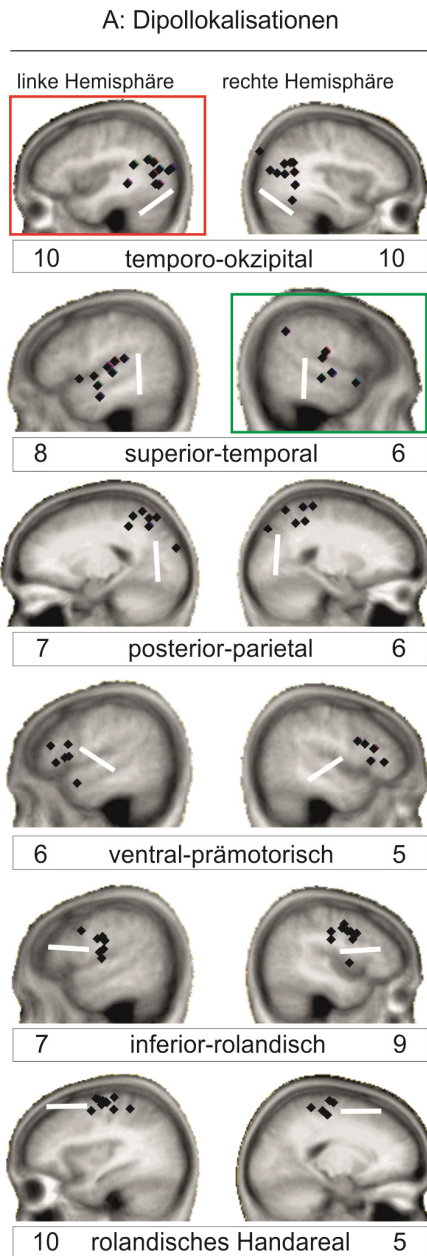 A: Dipollokalisationen
linke Hemisphäre rechte Hemisphäre
10 temporo-okzipital 10
8 superior-temporal 6
7 posterior-parietal 6
6 ventral-prämotorisch 5
7 inferior-rolandisch 9
10 rolandisches Handareal 5